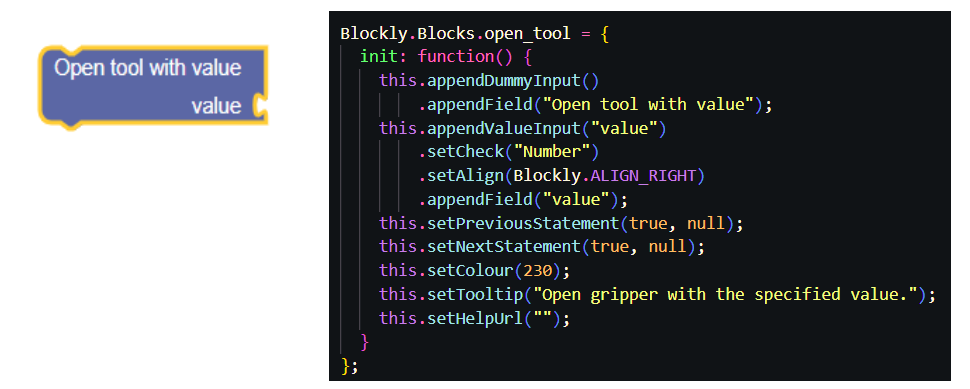 Open tool with value
value
Blockly.Blocks.open_tool = {
init: function() {
this.appendDummyInput()
.appendField("Open tool with value");
this.appendValueInput("value")
.setCheck("Number")
.setAlign(Blockly.ALIGN_RIGHT)
.appendField("value");
this.setPreviousStatement(true, null);
this.setNextStatement(true, null);
this.setColour(230);
this.setTooltip("Open gripper with the specified value.");
this.setHelpUrl("");
}
};